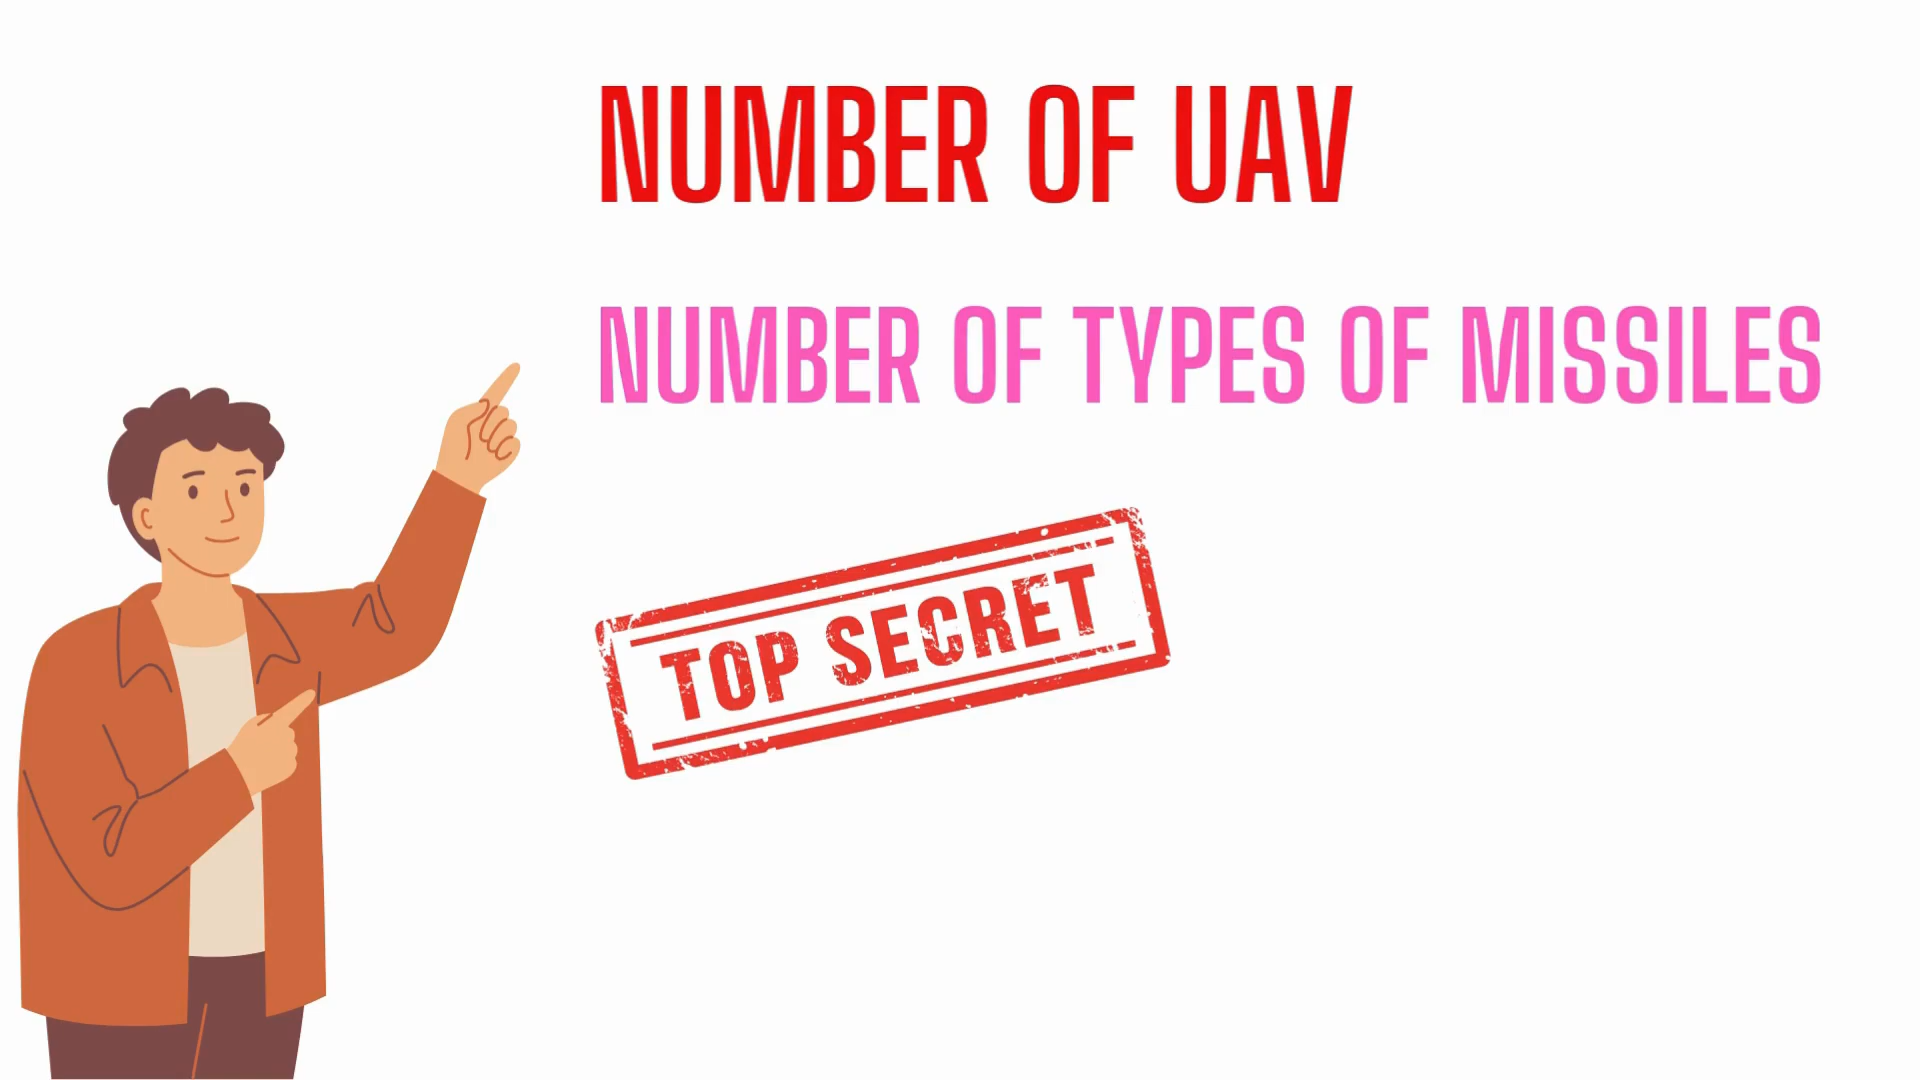 NUMBER OF UAV
NUMBER OF TYPES OF MISSILES
TOP SECRET